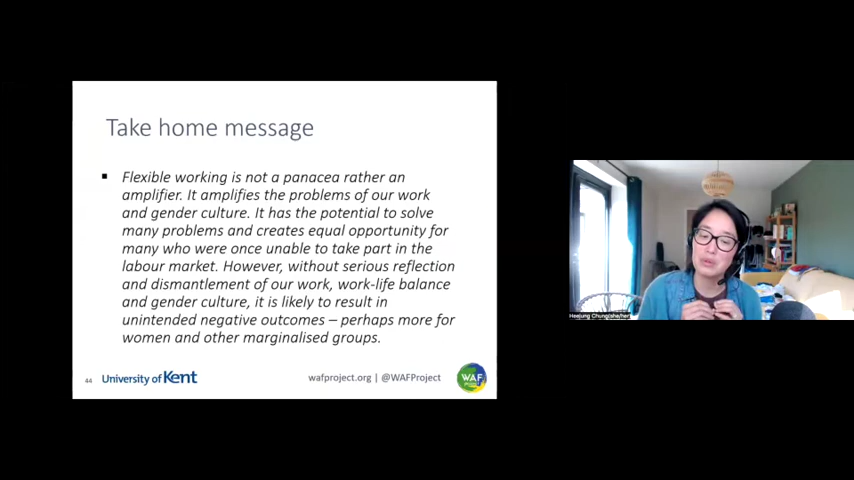 Take home message
▪ Flexible working is not a panacea rather an
amplifier. It amplifies the problems of our work
and gender culture. It has the potential to solve
many problems and creates equal opportunity for
many who were once unable to take part in the
labour market. However, without serious reflection
and dismantlement of our work, work-life balance
and gender culture, it is likely to result in
unintended negative outcomes – perhaps more for
women and other marginalised groups.
44 University of Kent wafproject.org | @WAFProject WAF
Heejung Chung(she/her)